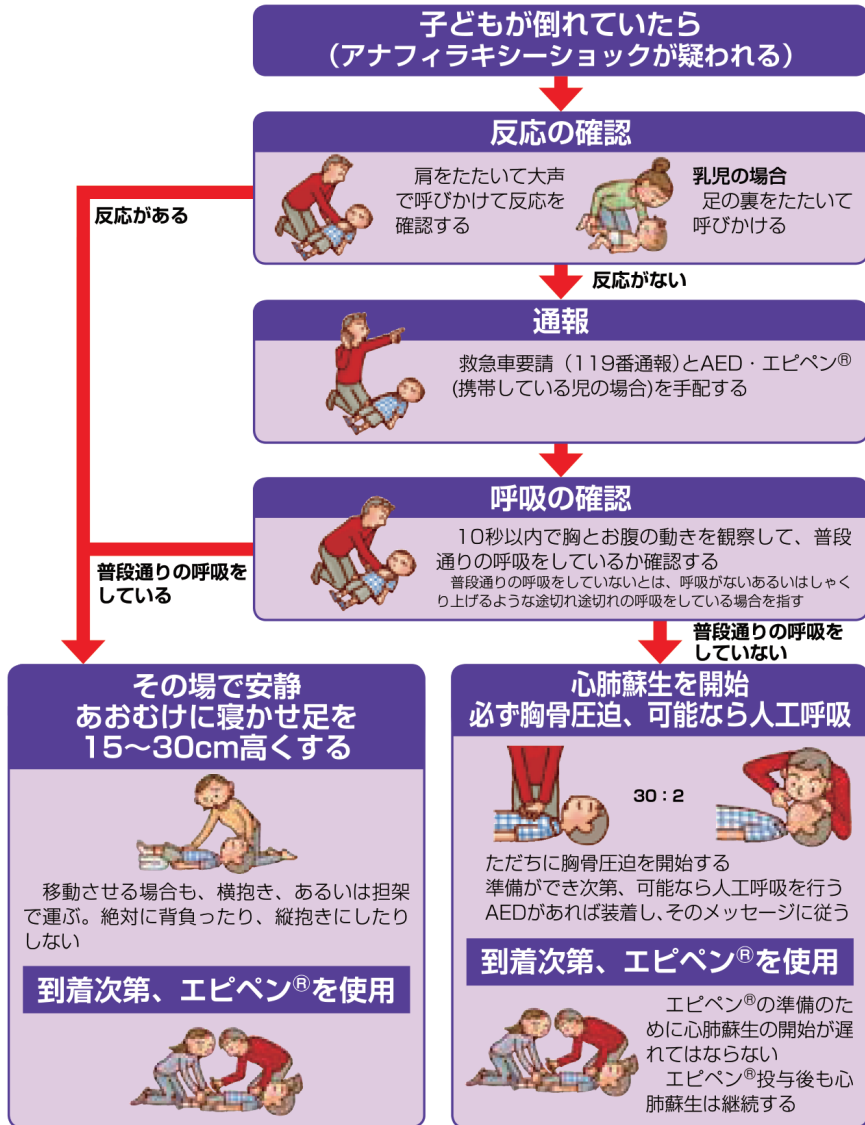 子どもが倒れていたら
(アナフィラキシーショックが疑われる)
反応の確認
肩をたたいて大声
で呼びかけて反応を
確認する
乳児の場合
足の裏をたたいて
呼びかける
反応がある
反応がない
通報
救急車要請(119番通報)とAED・エピペン®
(携帯している児の場合)を手配する
呼吸の確認
10秒以内で胸とお腹の動きを観察して、普段
通りの呼吸をしているか確認する
普段通りの呼吸をしていないとは、呼吸がないあるいはしゃく
り上げるような途切れ途切れの呼吸をしている場合を指す
普段通りの呼吸を
している
普段通りの呼吸を
していない
その場で安静
あおむけに寝かせ足を
15~30cm高くする
移動させる場合も、横抱き、あるいは担架
で運ぶ。絶対に背負ったり、縦抱きにしたり
しない
到着次第、エピペン®を使用
心肺蘇生を開始
必ず胸骨圧迫、可能なら人工呼吸
30:2
ただちに胸骨圧迫を開始する
準備ができ次第、可能なら人工呼吸を行う
AEDがあれば装着し、そのメッセージに従う
到着次第、エピペン®を使用
エピペン®の準備のた
めに心肺蘇生の開始が遅
れてはならない
エピペン®投与後も心
肺蘇生は継続する